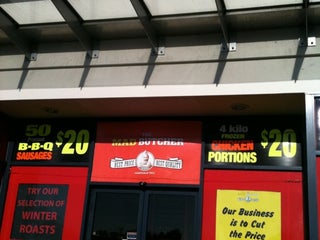 50
B-B-Q
SAUSAGES
$20
THE
MAD BUTCHER
BEST PRICE
BEST QUALITY
4 kilo
FROZEN
CHICKEN
PORTIONS
$20
TRY OUR
SELECTION OF
WINTER
ROASTS
Our Business
is to Cut
the Price